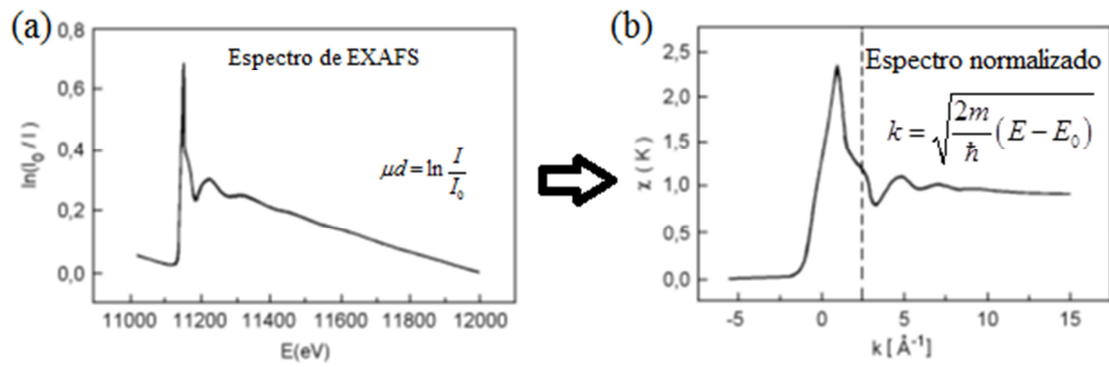 (a)
Espectro de EXAFS
μd = ln I/I₀
ln(I₀/I)
0,8
0,6
0,4
0,2
0,0
11000 11200 11400 11600 11800 12000
E(eV)
(b)
Espectro normalizado
k = √(2m/ħ (E − E₀))
χ (K)
2,5
2,0
1,5
1,0
0,5
0,0
-5 0 5 10 15
k [Å⁻¹]